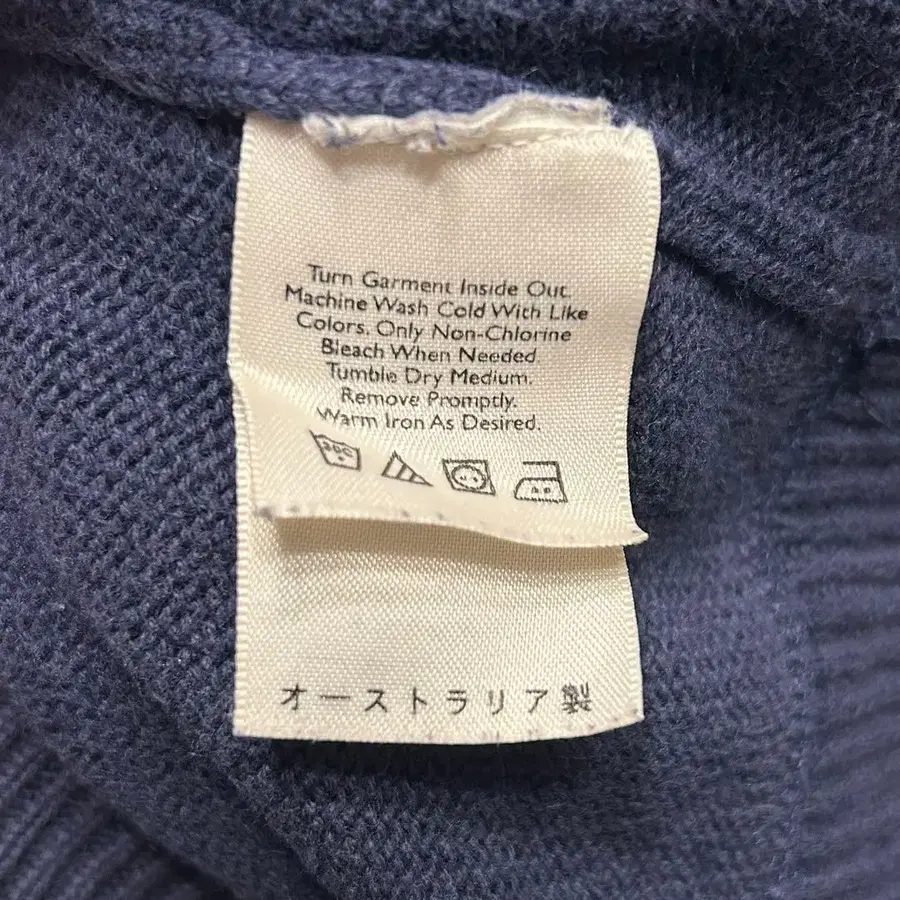 Turn Garment Inside Out.
Machine Wash Cold With Like
Colors. Only Non-Chlorine
Bleach When Needed.
Tumble Dry Medium.
Remove Promptly.
Warm Iron As Desired.
30C
オーストラリア製